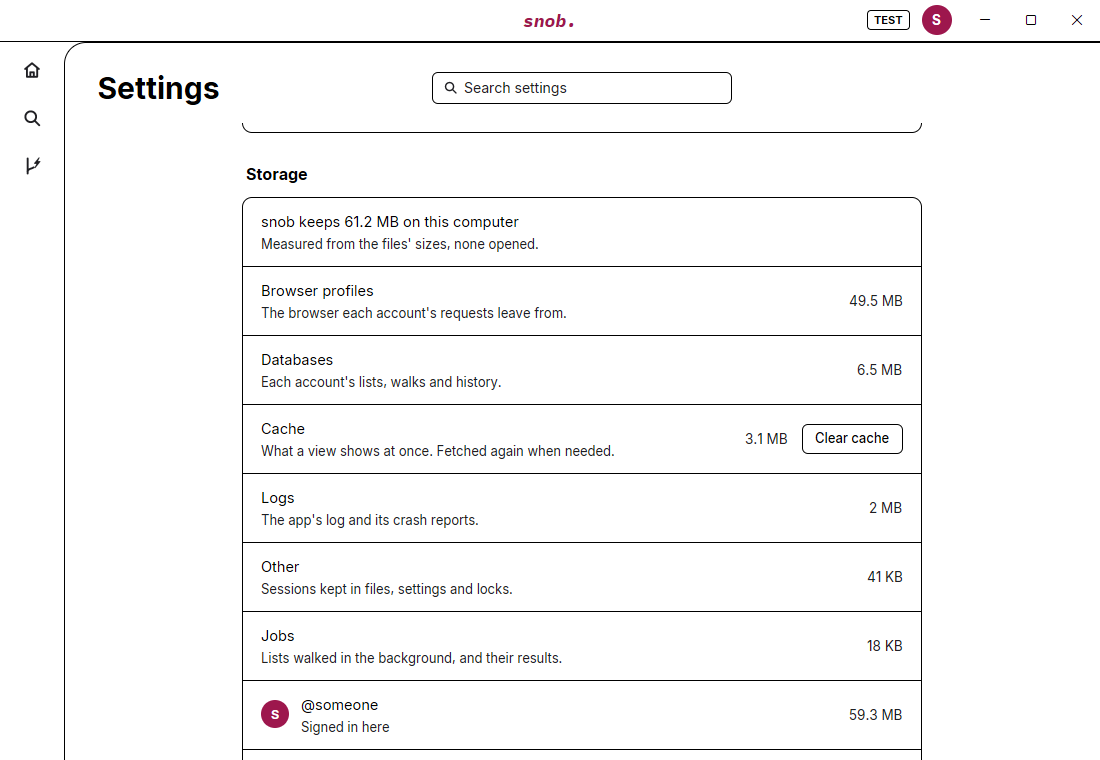 snob.
TEST
S
Settings
Search settings
Storage
snob keeps 61.2 MB on this computer
Measured from the files' sizes, none opened.
Browser profiles
The browser each account's requests leave from.
49.5 MB
Databases
Each account's lists, walks and history.
6.5 MB
Cache
What a view shows at once. Fetched again when needed.
3.1 MB
Clear cache
Logs
The app's log and its crash reports.
2 MB
Other
Sessions kept in files, settings and locks.
41 KB
Jobs
Lists walked in the background, and their results.
18 KB
S
@someone
Signed in here
59.3 MB